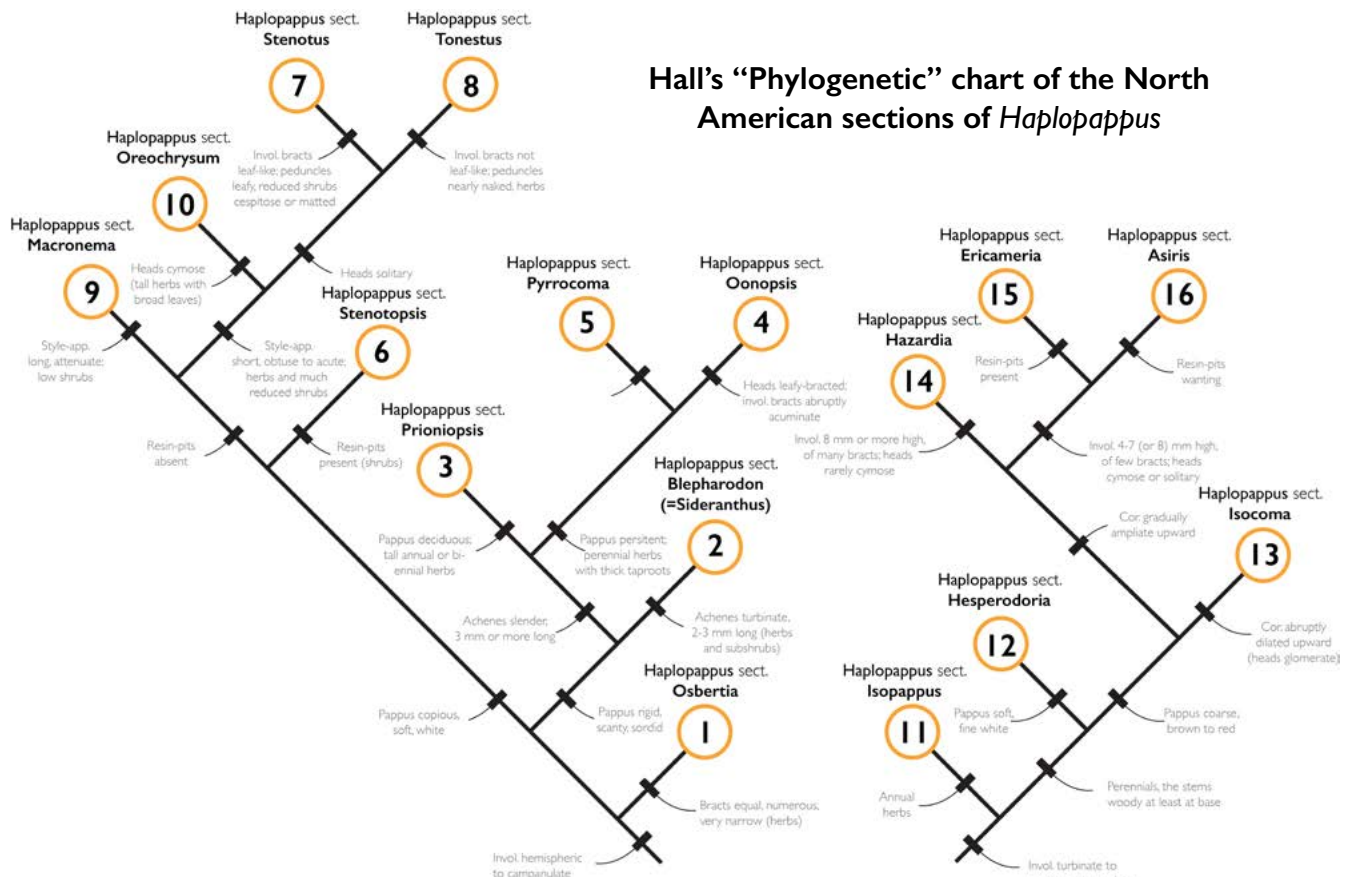 Hall’s “Phylogenetic” chart of the North
American sections of Haplopappus
Haplopappus sect.
Stenotus
7
Haplopappus sect.
Tonestus
8
Invol. bracts
leaf-like; peduncles
leafy, reduced shrubs
cespitose or matted
Invol. bracts not
leaf-like; peduncles
nearly naked, herbs
Haplopappus sect.
Oreochrysum
10
Haplopappus sect.
Macronema
9
Heads cymose
(tall herbs with
broad leaves)
Heads solitary
Haplopappus sect.
Stenotopsis
6
Style-app.
long, attenuate;
low shrubs
Style-app.
short, obtuse to acute;
herbs and much
reduced shrubs
Resin-pits
absent
Resin-pits
present (shrubs)
Haplopappus sect.
Pyrrocoma
5
Haplopappus sect.
Oonopsis
4
Heads leafy-bracted;
invol. bracts abruptly
acuminate
Haplopappus sect.
Prioniopsis
3
Haplopappus sect.
Blepharodon
(=Sideranthus)
2
Pappus deciduous;
tall annual or bi-
ennial herbs
Pappus persitent;
perennial herbs
with thick taproots
Achenes slender,
3 mm or more long
Achenes turbinate,
2-3 mm long (herbs
and subshrubs)
Haplopappus sect.
Osbertia
1
Pappus copious,
soft, white
Pappus rigid,
scanty, sordid
Bracts equal, numerous,
very narrow (herbs)
Invol. hemispheric
to campanulate
Haplopappus sect.
Ericameria
15
Haplopappus sect.
Asiris
16
Haplopappus sect.
Hazardia
14
Resin-pits
present
Resin-pits
wanting
Invol. 8 mm or more high,
of many bracts; heads
rarely cymose
Invol. 4-7 (or 8) mm high,
of few bracts; heads
cymose or solitary
Haplopappus sect.
Isocoma
13
Cor. gradually
ampliate upward
Cor. abruptly
dilated upward
(heads glomerate)
Haplopappus sect.
Hesperodoria
12
Haplopappus sect.
Isopappus
11
Pappus soft,
fine white
Pappus coarse,
brown to red
Annual
herbs
Perennials, the stems
woody at least at base
Invol. turbinate to